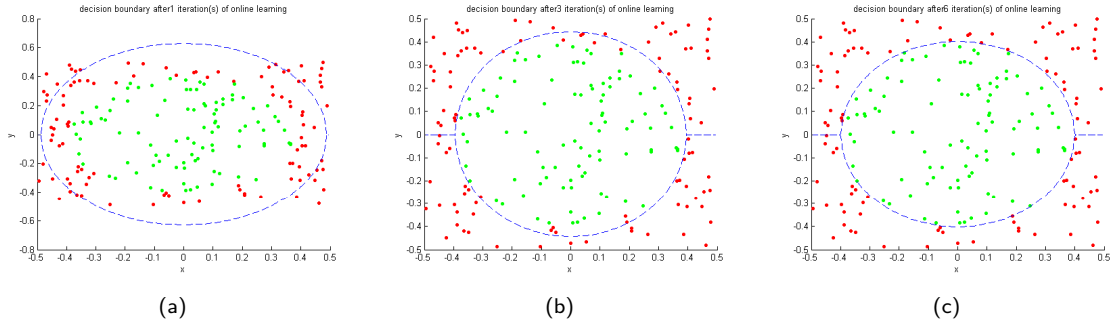 decision boundary after1 iteration(s) of online learning
0.8
0.6
0.4
0.2
0
-0.2
-0.4
-0.6
-0.8
y
-0.5 -0.4 -0.3 -0.2 -0.1 0 0.1 0.2 0.3 0.4 0.5
x
(a)
decision boundary after3 iteration(s) of online learning
0.5
0.4
0.3
0.2
0.1
0
-0.1
-0.2
-0.3
-0.4
-0.5
y
-0.5 -0.4 -0.3 -0.2 -0.1 0 0.1 0.2 0.3 0.4 0.5
x
(b)
decision boundary after6 iteration(s) of online learning
0.5
0.4
0.3
0.2
0.1
0
-0.1
-0.2
-0.3
-0.4
-0.5
y
-0.5 -0.4 -0.3 -0.2 -0.1 0 0.1 0.2 0.3 0.4 0.5
x
(c)